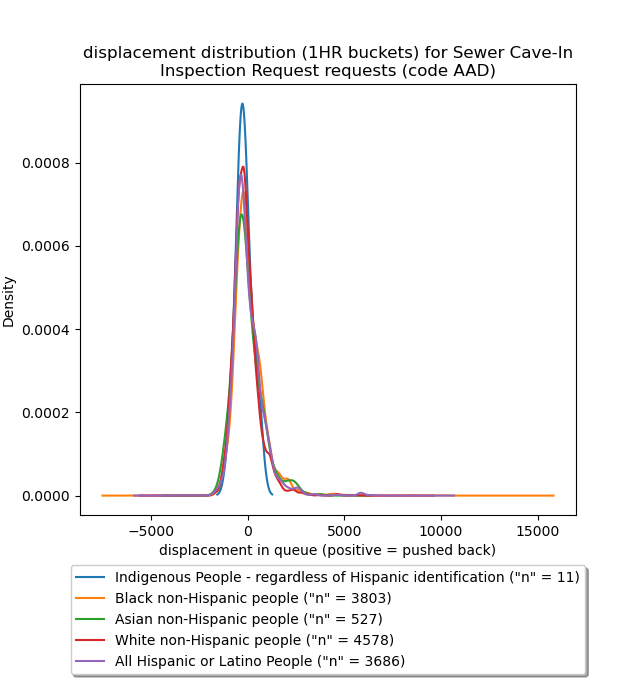 displacement distribution (1HR buckets) for Sewer Cave-In
Inspection Request requests (code AAD)
Density
0.0008
0.0006
0.0004
0.0002
0.0000
−5000 0 5000 10000 15000
displacement in queue (positive = pushed back)
Indigenous People - regardless of Hispanic identification ("n" = 11)
Black non-Hispanic people ("n" = 3803)
Asian non-Hispanic people ("n" = 527)
White non-Hispanic people ("n" = 4578)
All Hispanic or Latino People ("n" = 3686)